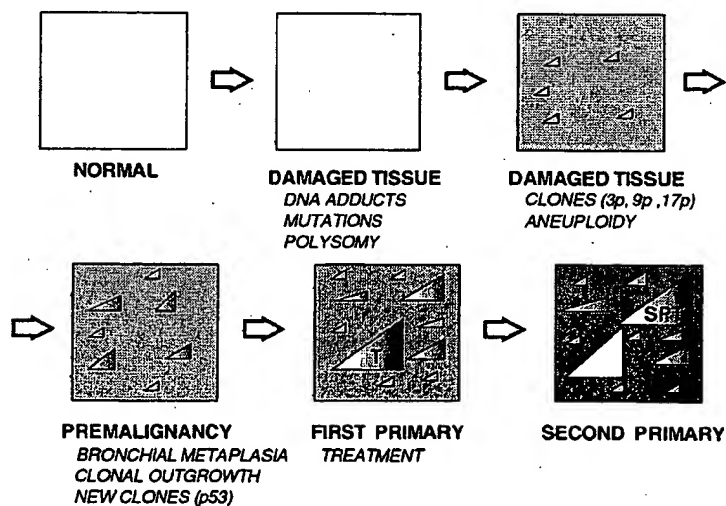 NORMAL
DAMAGED TISSUE
DNA ADDUCTS
MUTATIONS
POLYSOMY
DAMAGED TISSUE
CLONES (3p, 9p ,17p)
ANEUPLOIDY
T
SPT
PREMALIGNANCY
BRONCHIAL METAPLASIA
CLONAL OUTGROWTH
NEW CLONES (p53)
FIRST PRIMARY
TREATMENT
SECOND PRIMARY